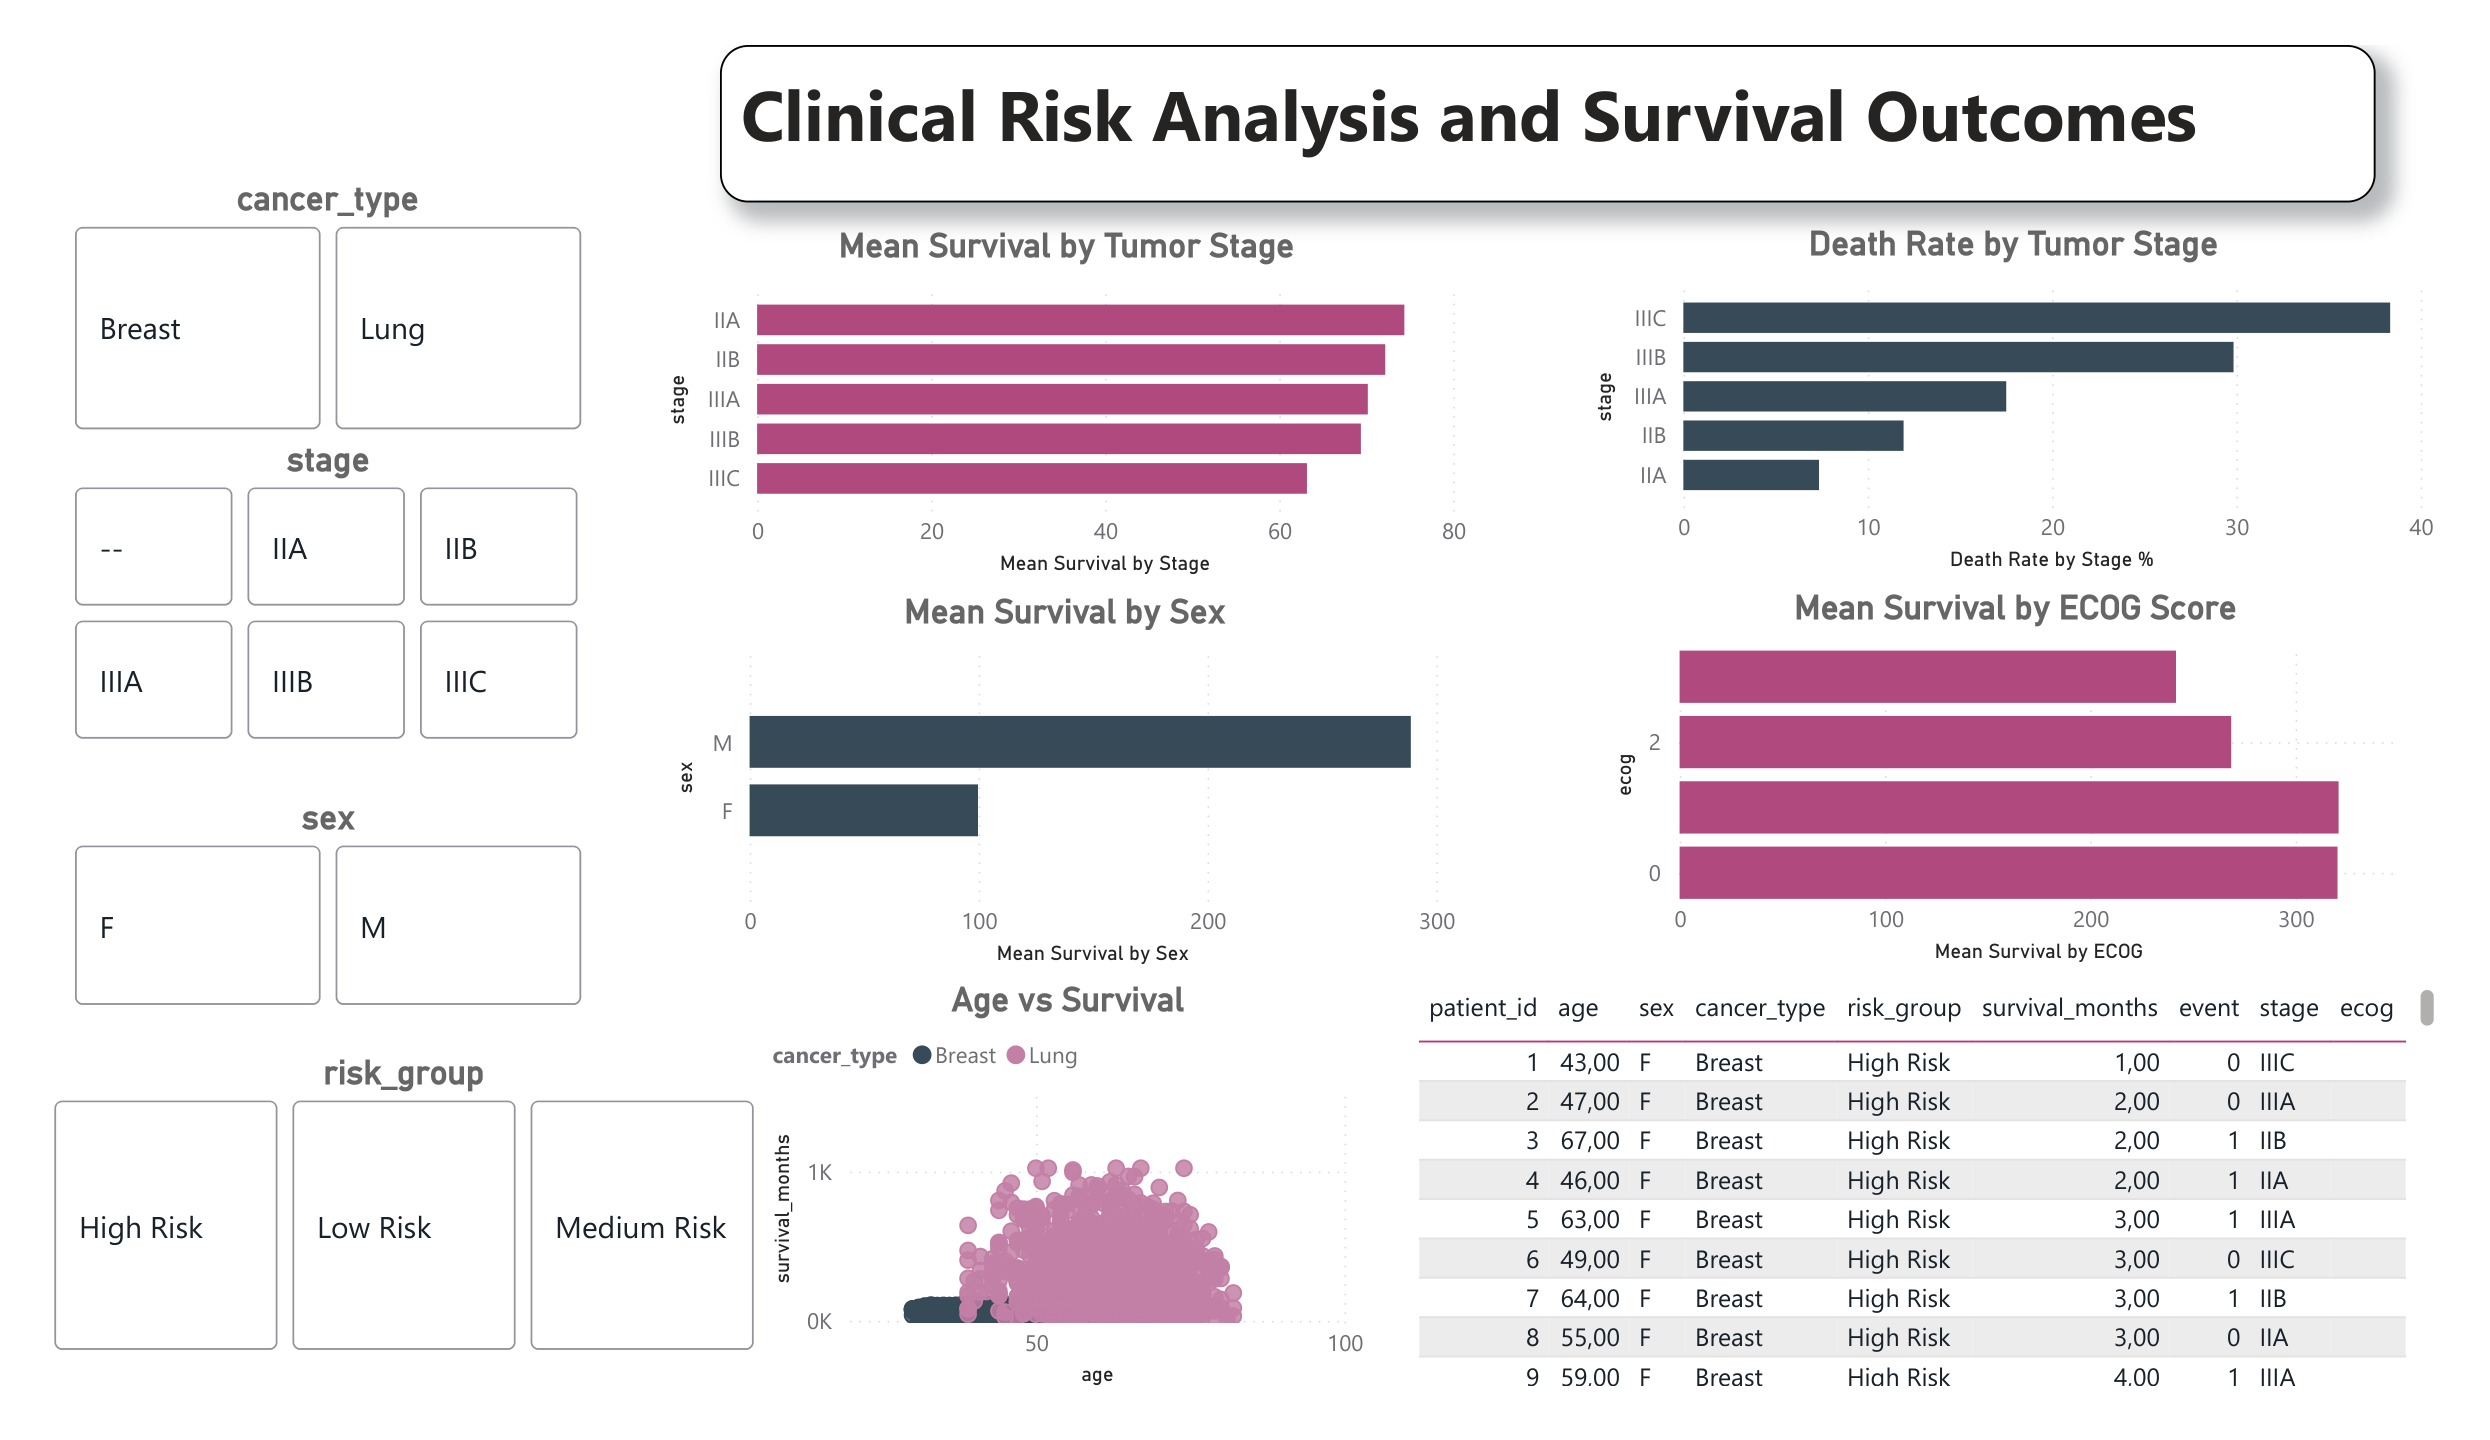 Clinical Risk Analysis and Survival Outcomes
cancer_type
Breast
Lung
stage
--
IIA
IIB
IIIA
IIIB
IIIC
sex
F
M
risk_group
High Risk
Low Risk
Medium Risk
Mean Survival by Tumor Stage
stage
IIA
IIB
IIIA
IIIB
IIIC
0 20 40 60 80
Mean Survival by Stage
Death Rate by Tumor Stage
stage
IIIC
IIIB
IIIA
IIB
IIA
0 10 20 30 40
Death Rate by Stage %
Mean Survival by Sex
sex
M
F
0 100 200 300
Mean Survival by Sex
Mean Survival by ECOG Score
ecog
2
0
0 100 200 300
Mean Survival by ECOG
Age vs Survival
cancer_type Breast Lung
survival_months
1K
0K
50 100
age
patient_id age sex cancer_type risk_group survival_months event stage ecog
1 43,00 F Breast High Risk 1,00 0 IIIC
2 47,00 F Breast High Risk 2,00 0 IIIA
3 67,00 F Breast High Risk 2,00 1 IIB
4 46,00 F Breast High Risk 2,00 1 IIA
5 63,00 F Breast High Risk 3,00 1 IIIA
6 49,00 F Breast High Risk 3,00 0 IIIC
7 64,00 F Breast High Risk 3,00 1 IIB
8 55,00 F Breast High Risk 3,00 0 IIA
9 59,00 F Breast High Risk 4,00 1 IIIA